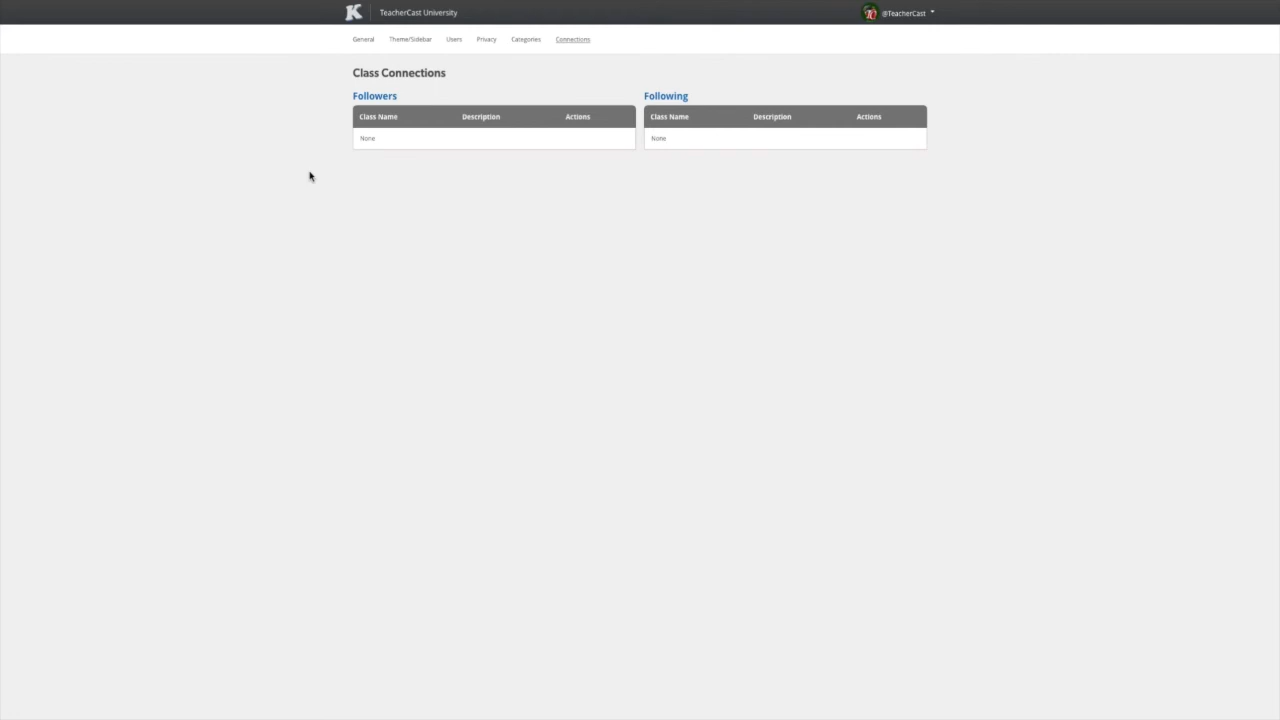 K TeacherCast University @TeacherCast
General Theme/Sidebar Users Privacy Categories Connections
Class Connections
Followers
Class Name Description Actions
None
Following
Class Name Description Actions
None